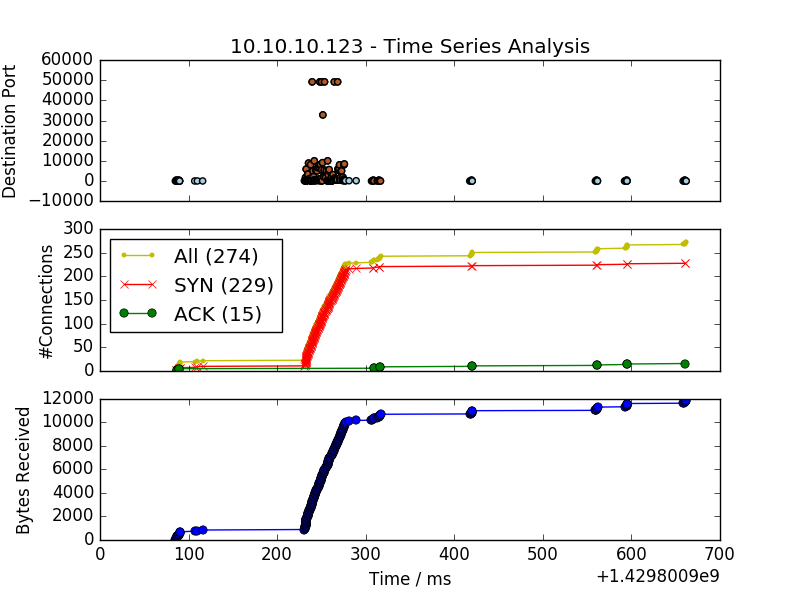 10.10.10.123 - Time Series Analysis
Destination Port
60000
50000
40000
30000
20000
10000
0
−10000
#Connections
300
250
200
150
100
50
0
All (274)
SYN (229)
ACK (15)
Bytes Received
12000
10000
8000
6000
4000
2000
0
0 100 200 300 400 500 600 700
Time / ms
+1.4298009e9